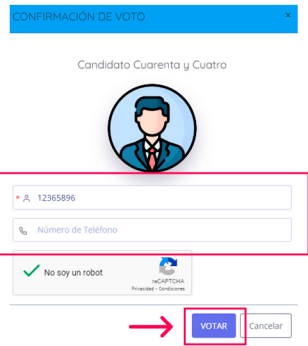 CONFIRMACIÓN DE VOTO ×
Candidato Cuarenta y Cuatro
* 12365896
Número de Teléfono
No soy un robot
reCAPTCHA
Privacidad - Condiciones
VOTAR Cancelar